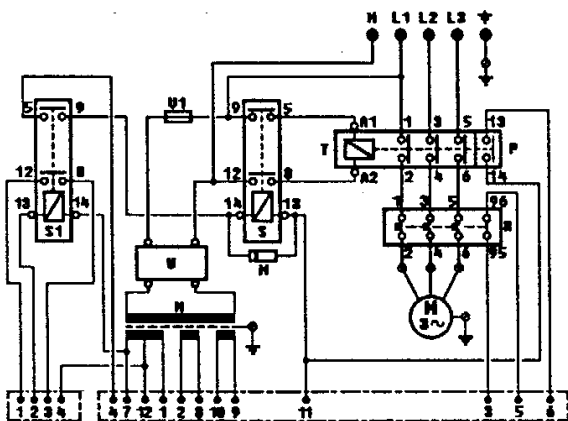 N L1 L2 L3
U1
5 9
9 5
A1 1 3 5 13
T P
12 8
12 8
A2 2 4 6 14
13 14
14 13
1 3 5 96
S1
S
R
2 4 6 95
H
U
M
3~
N
1 2 3 4
4 7 12 1 2 8 10 9 11 3 5 6